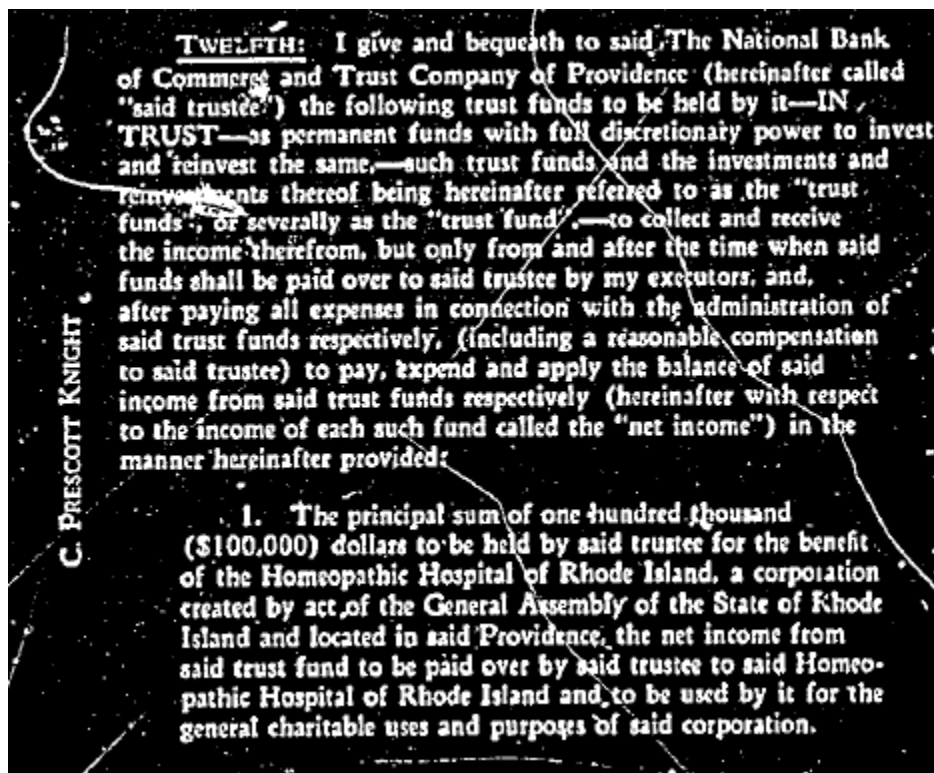 TWELFTH: I give and bequeath to said The National Bank
of Commerce and Trust Company of Providence (hereinafter called
"said trustee") the following trust funds to be held by it—IN
TRUST—as permanent funds with full discretionary power to invest
and reinvest the same,—such trust funds and the investments and
reinvestments thereof being hereinafter referred to as the "trust
funds", or severally as the "trust fund",—to collect and receive
the income therefrom, but only from and after the time when said
funds shall be paid over to said trustee by my executors, and,
after paying all expenses in connection with the administration of
said trust funds respectively, (including a reasonable compensation
to said trustee) to pay, expend and apply the balance of said
income from said trust funds respectively (hereinafter with respect
to the income of each such fund called the "net income") in the
manner hereinafter provided:
C. PRESCOTT KNIGHT
1. The principal sum of one hundred thousand
($100,000) dollars to be held by said trustee for the benefit
of the Homeopathic Hospital of Rhode Island, a corporation
created by act of the General Assembly of the State of Rhode
Island and located in said Providence, the net income from
said trust fund to be paid over by said trustee to said Homeo-
pathic Hospital of Rhode Island and to be used by it for the
general charitable uses and purposes of said corporation.